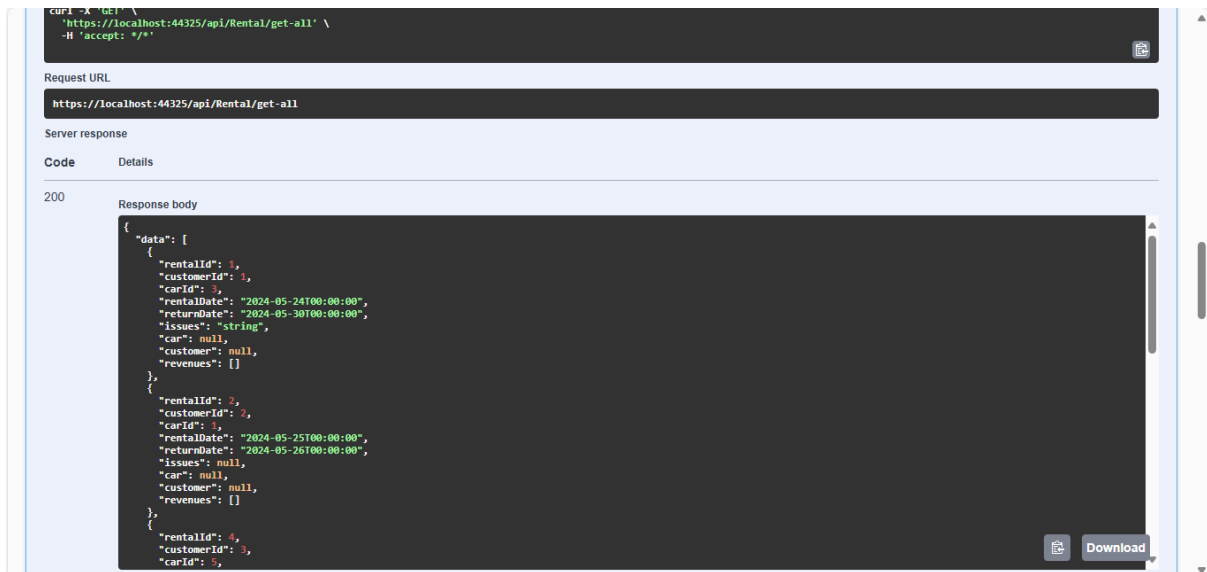 curl -X 'GET' \
'https://localhost:44325/api/Rental/get-all' \
-H 'accept: */*'
Request URL
https://localhost:44325/api/Rental/get-all
Server response
Code Details
200
Response body
{
"data": [
{
"rentalId": 1,
"customerId": 1,
"carId": 3,
"rentalDate": "2024-05-24T00:00:00",
"returnDate": "2024-05-30T00:00:00",
"issues": "string",
"car": null,
"customer": null,
"revenues": []
},
{
"rentalId": 2,
"customerId": 2,
"carId": 1,
"rentalDate": "2024-05-25T00:00:00",
"returnDate": "2024-05-26T00:00:00",
"issues": null,
"car": null,
"customer": null,
"revenues": []
},
{
"rentalId": 4,
"customerId": 3,
"carId": 5,
Download